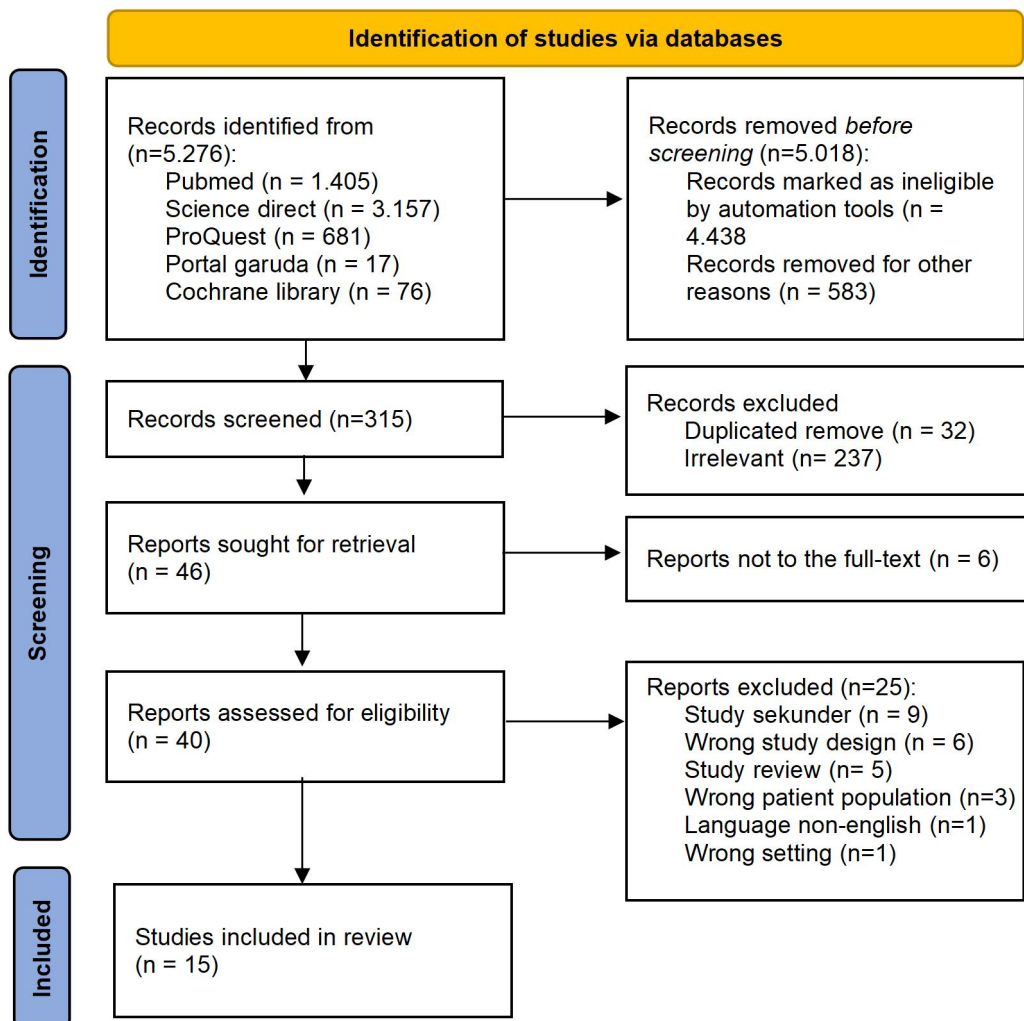 Identification of studies via databases
Identification
Records identified from
(n=5.276):
Pubmed (n = 1.405)
Science direct (n = 3.157)
ProQuest (n = 681)
Portal garuda (n = 17)
Cochrane library (n = 76)
Records removed before
screening (n=5.018):
Records marked as ineligible
by automation tools (n =
4.438
Records removed for other
reasons (n = 583)
Screening
Records screened (n=315)
Records excluded
Duplicated remove (n = 32)
Irrelevant (n= 237)
Reports sought for retrieval
(n = 46)
Reports not to the full-text (n = 6)
Reports assessed for eligibility
(n = 40)
Reports excluded (n=25):
Study sekunder (n = 9)
Wrong study design (n = 6)
Study review (n= 5)
Wrong patient population (n=3)
Language non-english (n=1)
Wrong setting (n=1)
Included
Studies included in review
(n = 15)